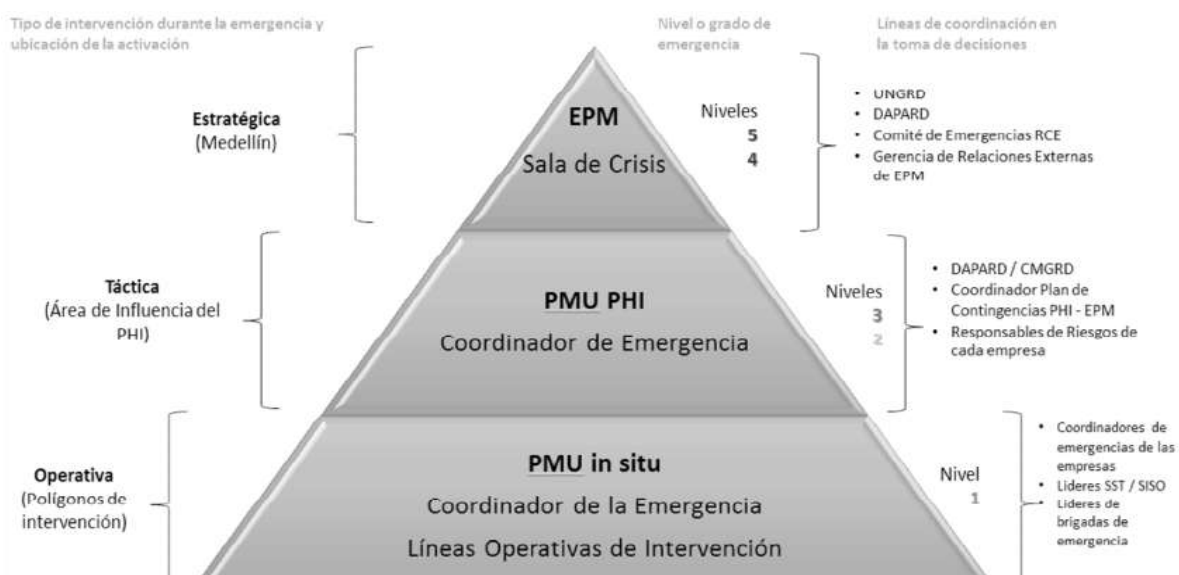 Tipo de intervención durante la emergencia y
ubicación de la activación
Nivel o grado de
emergencia
Líneas de coordinación en
la toma de decisiones
Estratégica
(Medellín)
EPM
Sala de Crisis
Niveles
5
4
• UNGRD
• DAPARD
• Comité de Emergencias RCE
• Gerencia de Relaciones Externas
de EPM
Táctica
(Área de Influencia del
PHI)
PMU PHI
Coordinador de Emergencia
Niveles
3
2
• DAPARD / CMGRD
• Coordinador Plan de
Contingencias PHI - EPM
• Responsables de Riesgos de
cada empresa
Operativa
(Polígonos de
intervención)
PMU in situ
Coordinador de la Emergencia
Líneas Operativas de Intervención
Nivel
1
• Coordinadores de
emergencias de las
empresas
• Lideres SST / SISO
• Lideres de
brigadas de
emergencia